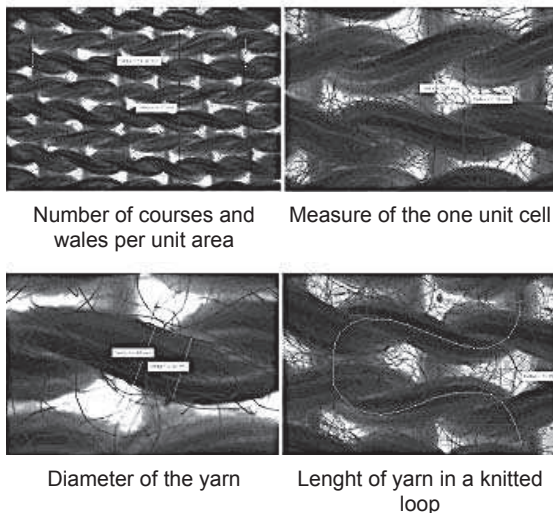 Number of courses and
wales per unit area
Measure of the one unit cell
Diameter of the yarn
Lenght of yarn in a knitted
loop